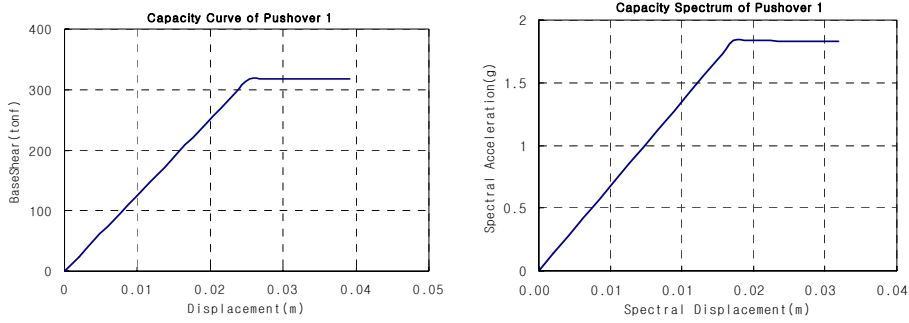 Capacity Curve of Pushover 1
400
300
200
100
0
BaseShear(tonf)
0 0.01 0.02 0.03 0.04 0.05
Displacement(m)
Capacity Spectrum of Pushover 1
2
1.5
1
0.5
0
Spectral Acceleration(g)
0.00 0.01 0.01 0.02 0.03 0.04
Spectral Displacement(m)